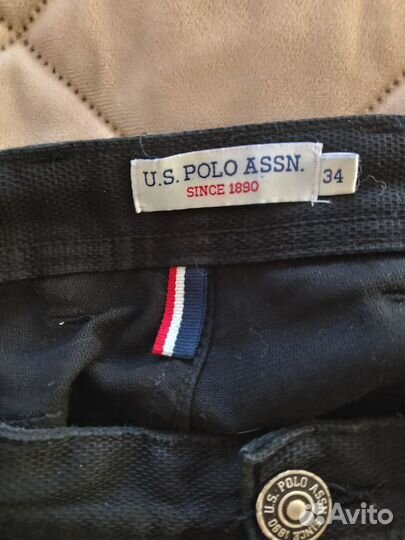 U.S. POLO ASSN.
SINCE 1890
34
U.S. POLO ASSN.
SINCE 1890
Avito